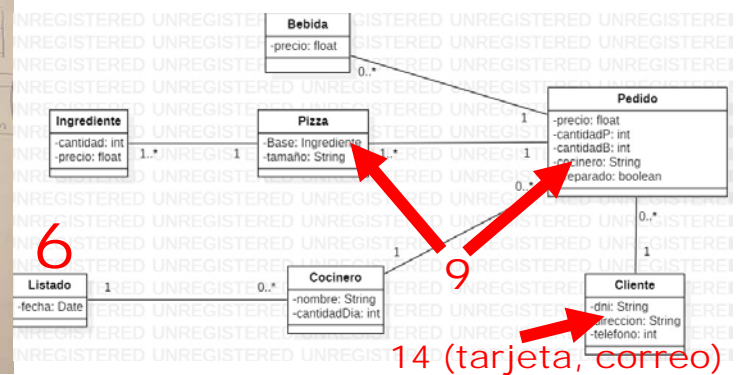 Bebida
-precio: float
0..*
Pedido
-precio: float
-cantidadP: int
-cantidadB: int
-cocinero: String
reparado: boolean
1
1
0..*
0..*
1
Ingrediente
-cantidad: int
-precio: float
1..*
1
Pizza
-Base: Ingrediente
-tamaño: String
1..*
9
6
Listado
-fecha: Date
1
0..*
Cocinero
-nombre: String
-cantidadDia: int
1
Cliente
-dni: String
direccion: String
-telefono: int
14 (tarjeta, correo)
UNREGISTERED